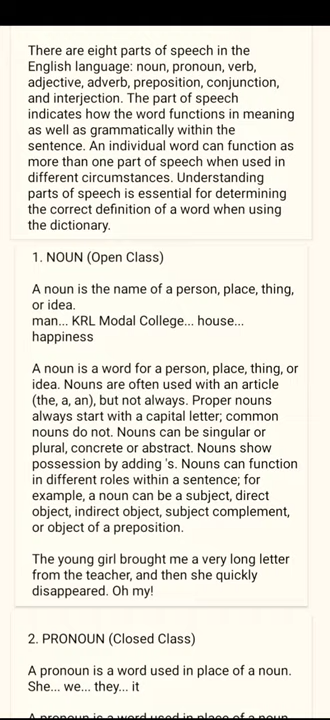 There are eight parts of speech in the
English language: noun, pronoun, verb,
adjective, adverb, preposition, conjunction,
and interjection. The part of speech
indicates how the word functions in meaning
as well as grammatically within the
sentence. An individual word can function as
more than one part of speech when used in
different circumstances. Understanding
parts of speech is essential for determining
the correct definition of a word when using
the dictionary.
1. NOUN (Open Class)
A noun is the name of a person, place, thing,
or idea.
man... KRL Modal College... house...
happiness
A noun is a word for a person, place, thing, or
idea. Nouns are often used with an article
(the, a, an), but not always. Proper nouns
always start with a capital letter; common
nouns do not. Nouns can be singular or
plural, concrete or abstract. Nouns show
possession by adding 's. Nouns can function
in different roles within a sentence; for
example, a noun can be a subject, direct
object, indirect object, subject complement,
or object of a preposition.
The young girl brought me a very long letter
from the teacher, and then she quickly
disappeared. Oh my!
2. PRONOUN (Closed Class)
A pronoun is a word used in place of a noun.
She... we... they... it
A pronoun is a word used in place of a noun